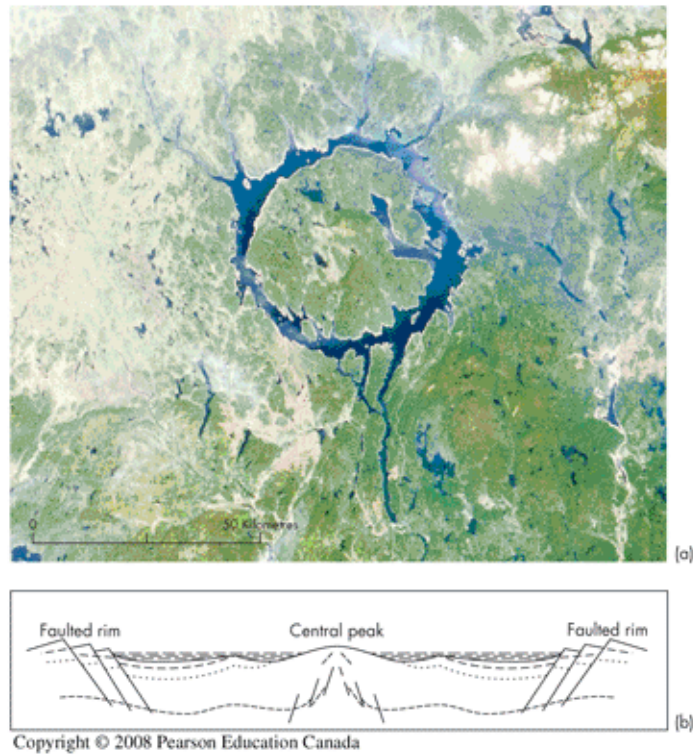 0 50 Kilometres
(a)
Faulted rim Central peak Faulted rim
(b)
Copyright © 2008 Pearson Education Canada